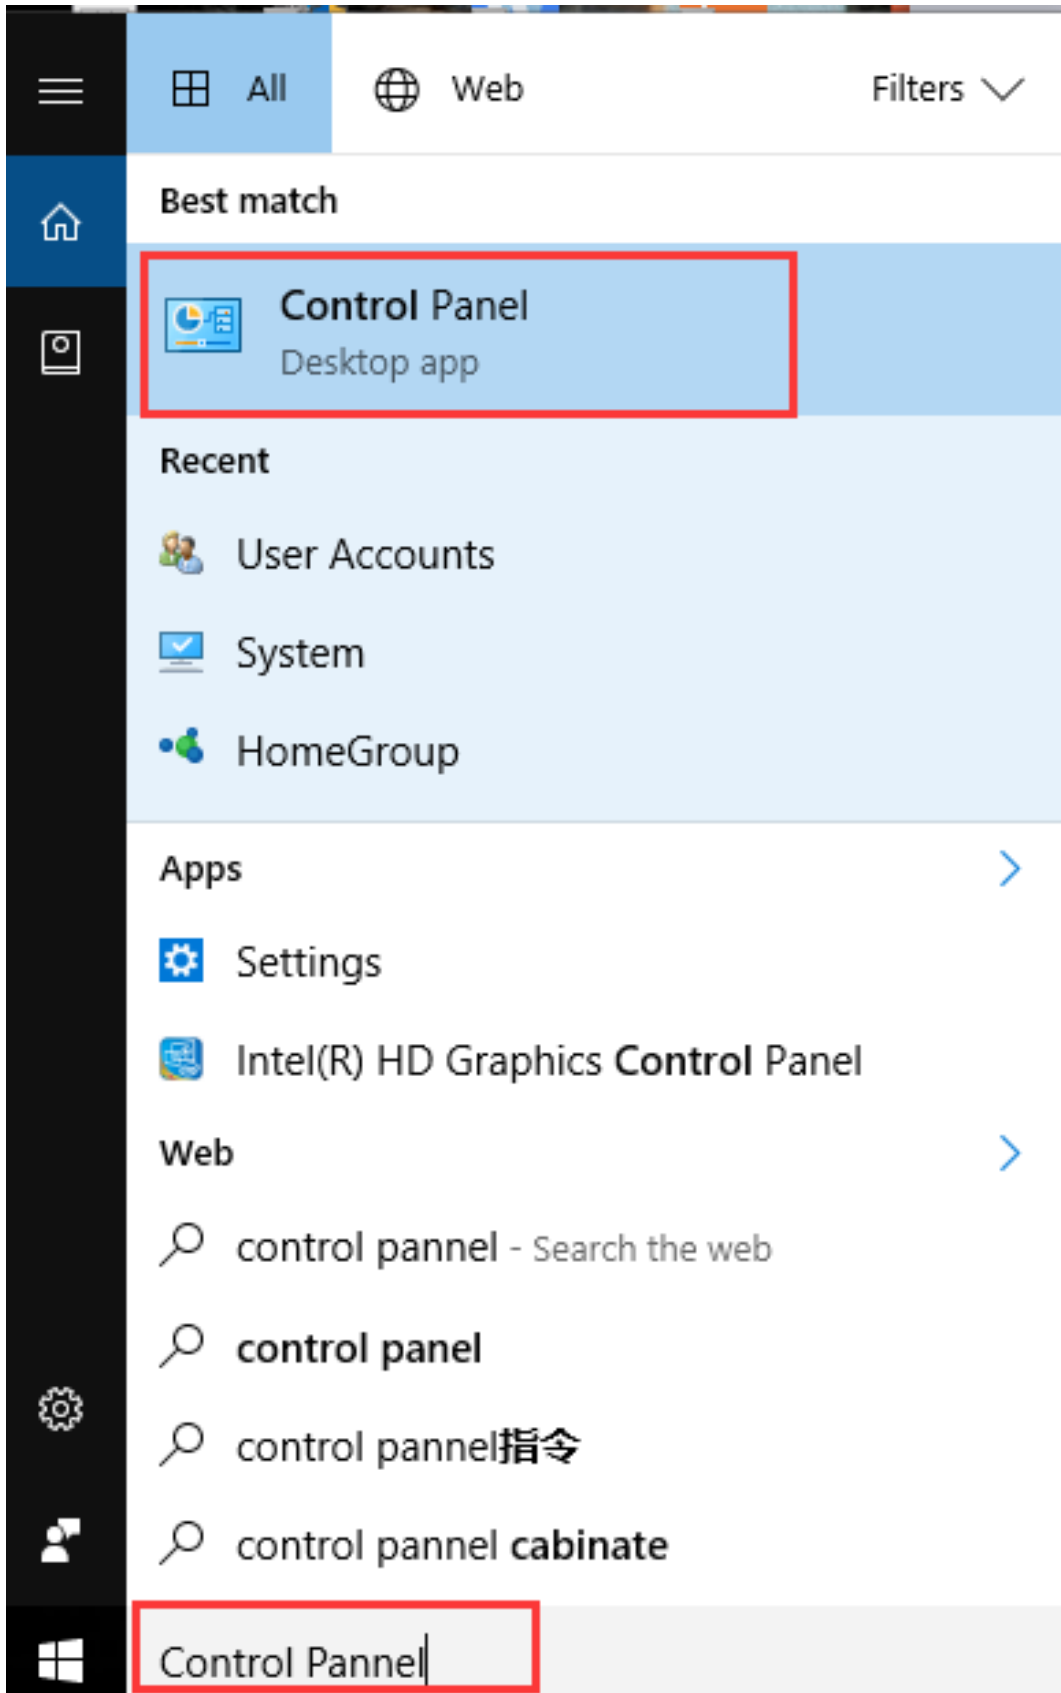 All Web Filters
Best match
Control Panel
Desktop app
Recent
User Accounts
System
HomeGroup
Apps
Settings
Intel(R) HD Graphics Control Panel
Web
control pannel - Search the web
control panel
control pannel指令
control pannel cabinate
Control Pannel